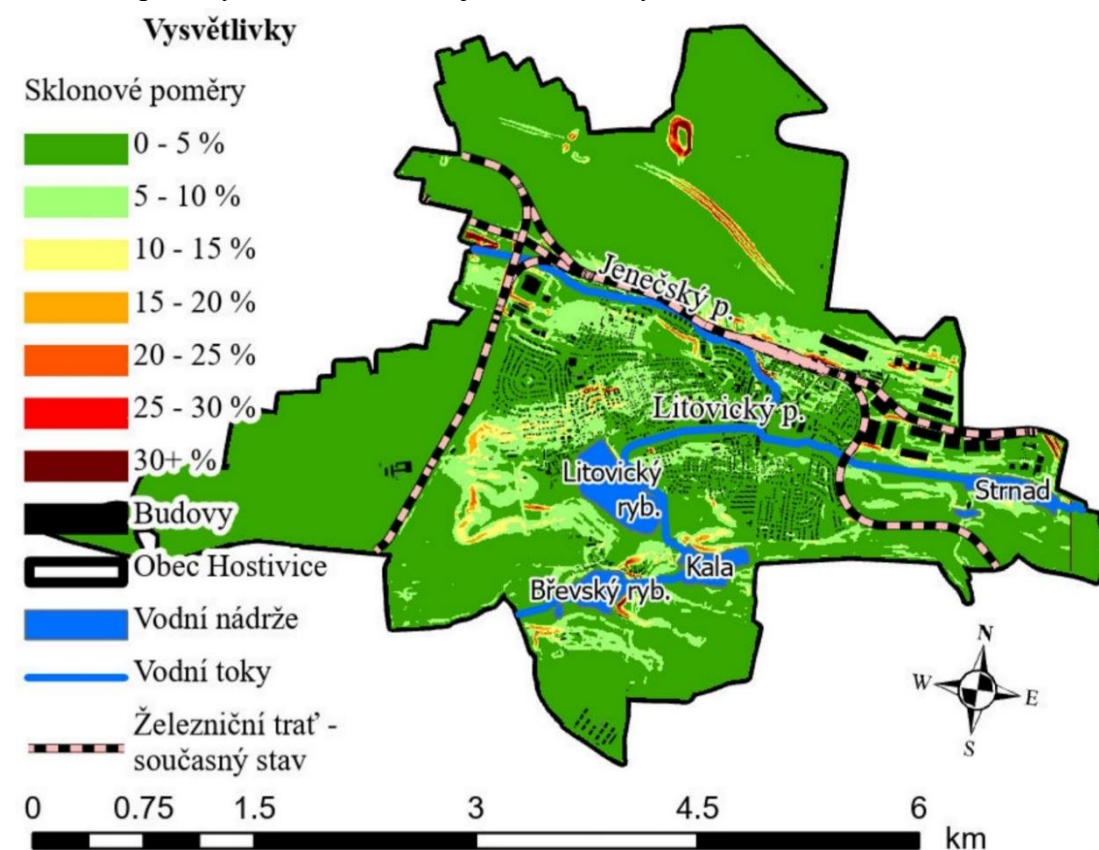 Vysvětlivky
Sklonové poměry
0 - 5 %
5 - 10 %
10 - 15 %
15 - 20 %
20 - 25 %
25 - 30 %
30+ %
Budovy
Obec Hostivice
Vodní nádrže
Vodní toky
Železniční trať -
současný stav
Jenečský p.
Litovický p.
Litovický
ryb.
Strnad
Kala
Břevský ryb.
N
W
E
S
0 0.75 1.5 3 4.5 6
km